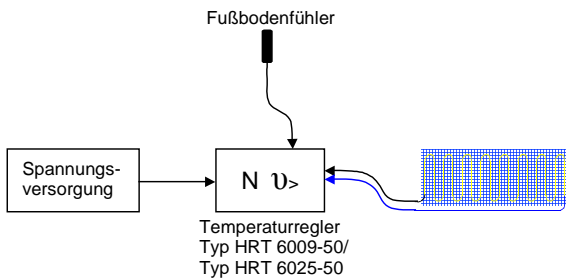 Fußbodenfühler
Spannungs-
versorgung
N υ>
Temperaturregler
Typ HRT 6009-50/
Typ HRT 6025-50